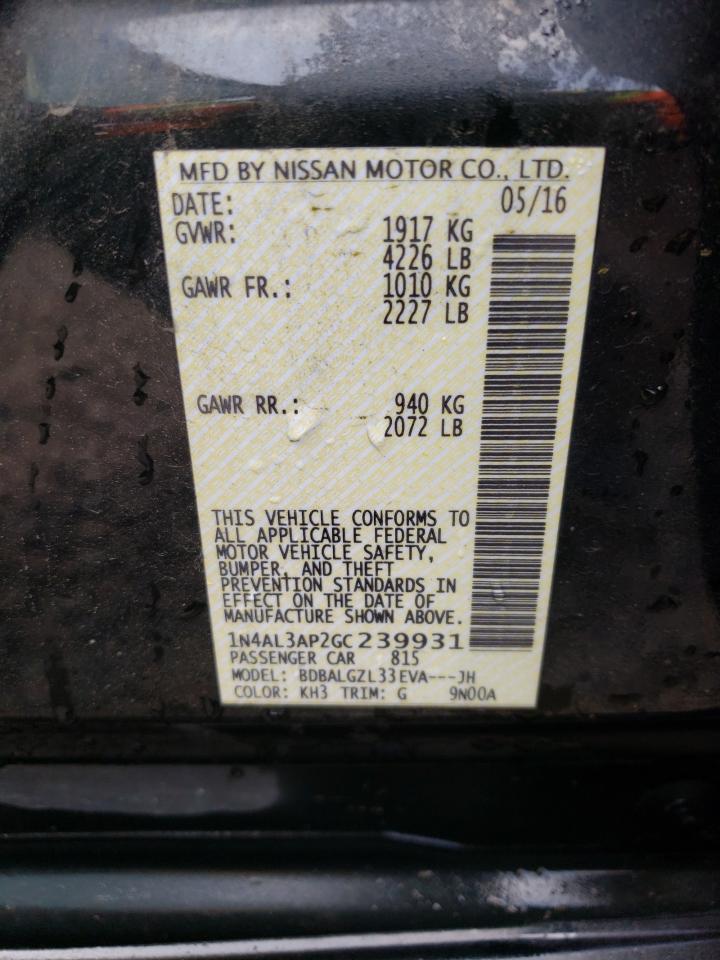 MFD BY NISSAN MOTOR CO., LTD.
DATE: 05/16
GVWR: 1917 KG
4226 LB
GAWR FR.: 1010 KG
2227 LB
GAWR RR.: 940 KG
2072 LB
THIS VEHICLE CONFORMS TO
ALL APPLICABLE FEDERAL
MOTOR VEHICLE SAFETY,
BUMPER, AND THEFT
PREVENTION STANDARDS IN
EFFECT ON THE DATE OF
MANUFACTURE SHOWN ABOVE.
1N4AL3AP2GC239931
PASSENGER CAR 815
MODEL: BDBALGZL33EVA---JH
COLOR: KH3 TRIM: G 9N00A